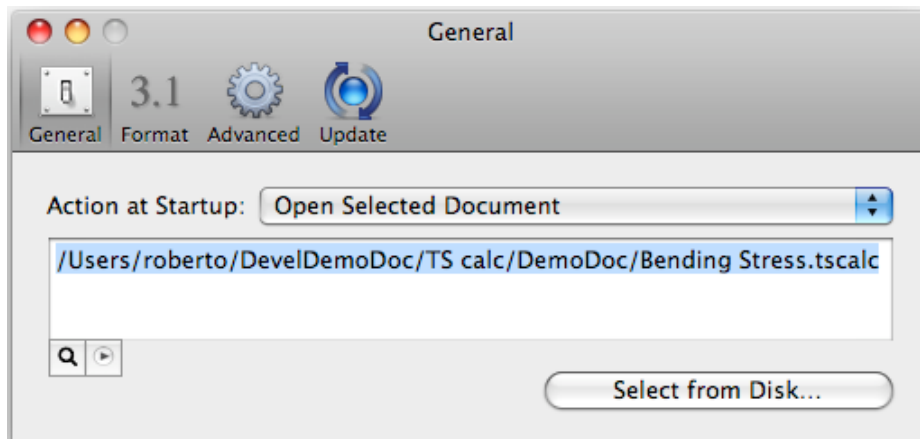 General
3.1
General Format Advanced Update
Action at Startup: Open Selected Document
/Users/roberto/DevelDemoDoc/TS calc/DemoDoc/Bending Stress.tscalc
Select from Disk...